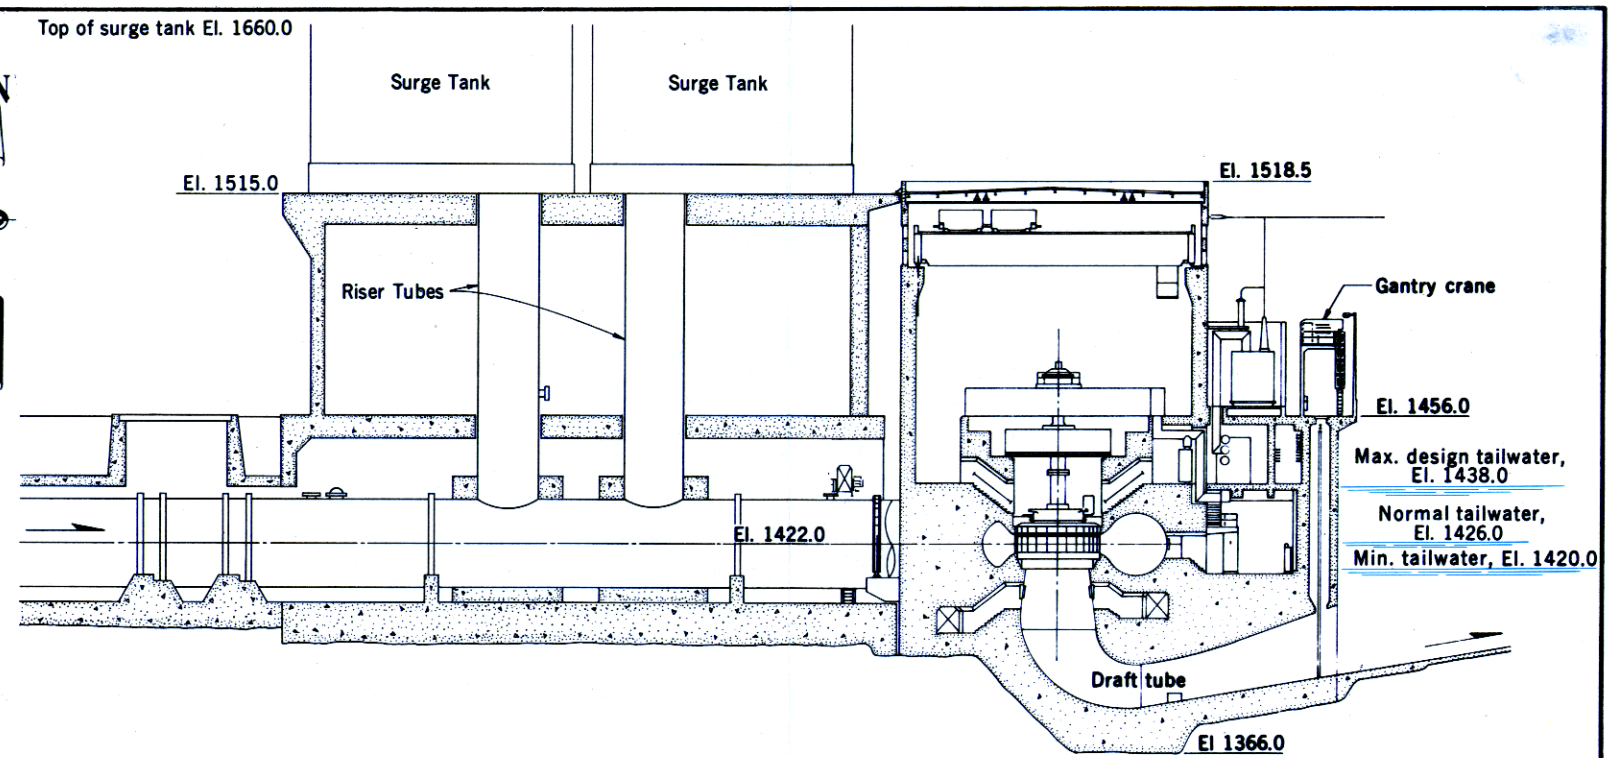 Top of surge tank El. 1660.0
N
Surge Tank
Surge Tank
El. 1515.0
El. 1518.5
Riser Tubes
Gantry crane
El. 1456.0
Max. design tailwater,
El. 1438.0
Normal tailwater,
El. 1426.0
El. 1422.0
Min. tailwater, El. 1420.0
Draft tube
El 1366.0